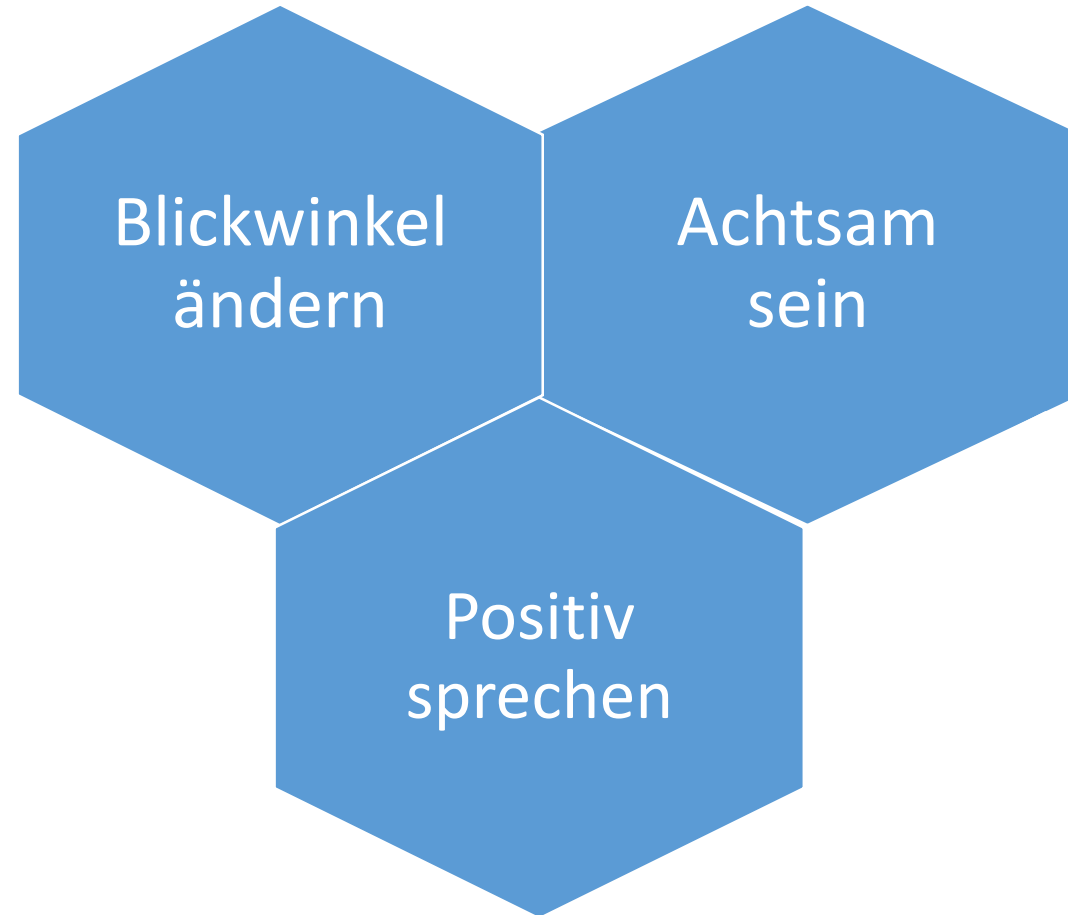 Blickwinkel
ändern
Achtsam
sein
Positiv
sprechen